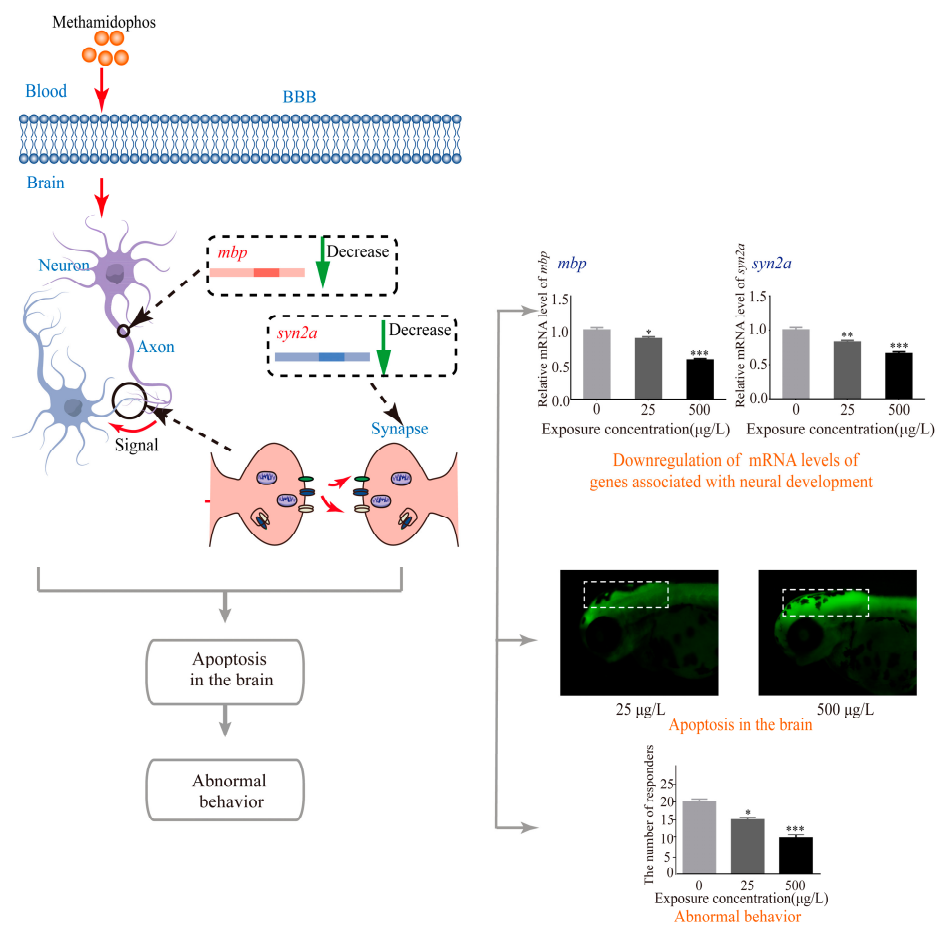 Methamidophos
Blood
BBB
Brain
Neuron
mbp
Decrease
Axon
syn2a
Decrease
Signal
Synapse
Apoptosis
in the brain
Abnormal
behavior
Relative mRNA level of mbp
mbp
1.5
1.0
0.5
0.0
*
***
0 25 500
Exposure concentration(μg/L)
Relative mRNA level of syn2a
syn2a
1.5
1.0
0.5
0.0
**
***
0 25 500
Exposure concentration(μg/L)
Downregulation of mRNA levels of
genes associated with neural development
25 μg/L
500 μg/L
Apoptosis in the brain
The number of responders
25
20
15
10
5
0
*
***
0 25 500
Exposure concentration(μg/L)
Abnormal behavior